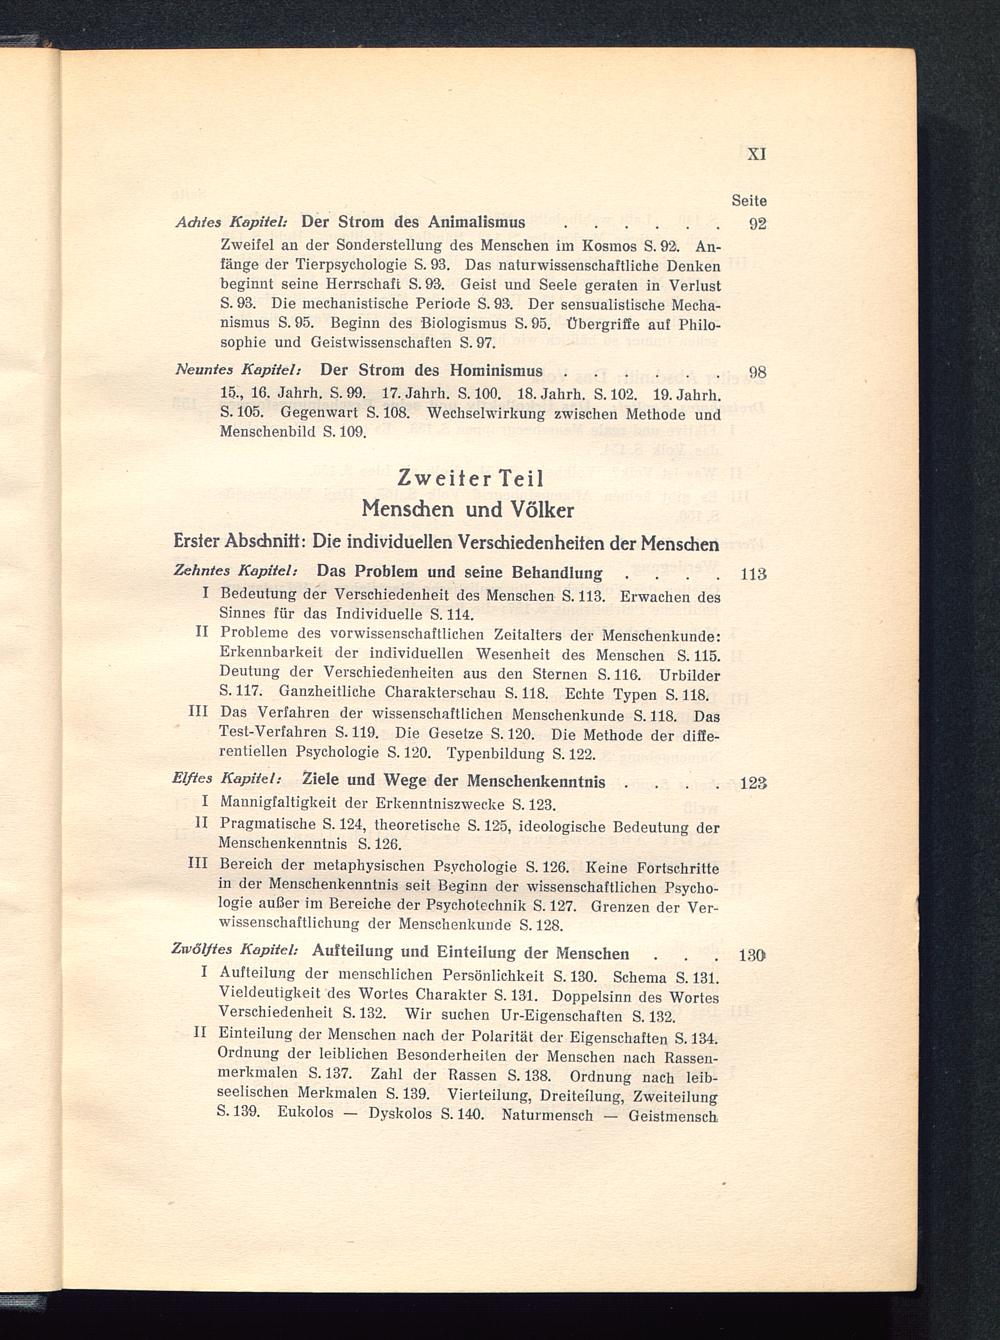 XI
Seite
Achtes Kapitel: Der Strom des Animalismus . . . . . . 92
Zweifel an der Sonderstellung des Menschen im Kosmos S. 92. An-
fänge der Tierpsychologie S. 93. Das naturwissenschaftliche Denken
beginnt seine Herrschaft S. 93. Geist und Seele geraten in Verlust
S. 93. Die mechanistische Periode S. 93. Der sensualistische Mecha-
nismus S. 95. Beginn des Biologismus S. 95. Übergriffe auf Philo-
sophie und Geistwissenschaften S. 97.
Neuntes Kapitel: Der Strom des Hominismus . . . . . . 98
15., 16. Jahrh. S. 99. 17. Jahrh. S. 100. 18. Jahrh. S. 102. 19. Jahrh.
S. 105. Gegenwart S. 108. Wechselwirkung zwischen Methode und
Menschenbild S. 109.
Zweiter Teil
Menschen und Völker
Erster Abschnitt: Die individuellen Verschiedenheiten der Menschen
Zehntes Kapitel: Das Problem und seine Behandlung . . . . 113
I Bedeutung der Verschiedenheit des Menschen S. 113. Erwachen des
Sinnes für das Individuelle S. 114.
II Probleme des vorwissenschaftlichen Zeitalters der Menschenkunde:
Erkennbarkeit der individuellen Wesenheit des Menschen S. 115.
Deutung der Verschiedenheiten aus den Sternen S. 116. Urbilder
S. 117. Ganzheitliche Charakterschau S. 118. Echte Typen S. 118.
III Das Verfahren der wissenschaftlichen Menschenkunde S. 118. Das
Test-Verfahren S. 119. Die Gesetze S. 120. Die Methode der diffe-
rentiellen Psychologie S. 120. Typenbildung S. 122.
Elftes Kapitel: Ziele und Wege der Menschenkenntnis . . . . 123
I Mannigfaltigkeit der Erkenntniszwecke S. 123.
II Pragmatische S. 124, theoretische S. 125, ideologische Bedeutung der
Menschenkenntnis S. 126.
III Bereich der metaphysischen Psychologie S. 126. Keine Fortschritte
in der Menschenkenntnis seit Beginn der wissenschaftlichen Psycho-
logie außer im Bereiche der Psychotechnik S. 127. Grenzen der Ver-
wissenschaftlichung der Menschenkunde S. 128.
Zwölftes Kapitel: Aufteilung und Einteilung der Menschen . . . 130
I Aufteilung der menschlichen Persönlichkeit S. 130. Schema S. 131.
Vieldeutigkeit des Wortes Charakter S. 131. Doppelsinn des Wortes
Verschiedenheit S. 132. Wir suchen Ur-Eigenschaften S. 132.
II Einteilung der Menschen nach der Polarität der Eigenschaften S. 134.
Ordnung der leiblichen Besonderheiten der Menschen nach Rassen-
merkmalen S. 137. Zahl der Rassen S. 138. Ordnung nach leib-
seelischen Merkmalen S. 139. Vierteilung, Dreiteilung, Zweiteilung
S. 139. Eukolos — Dyskolos S. 140. Naturmensch — Geistmensch